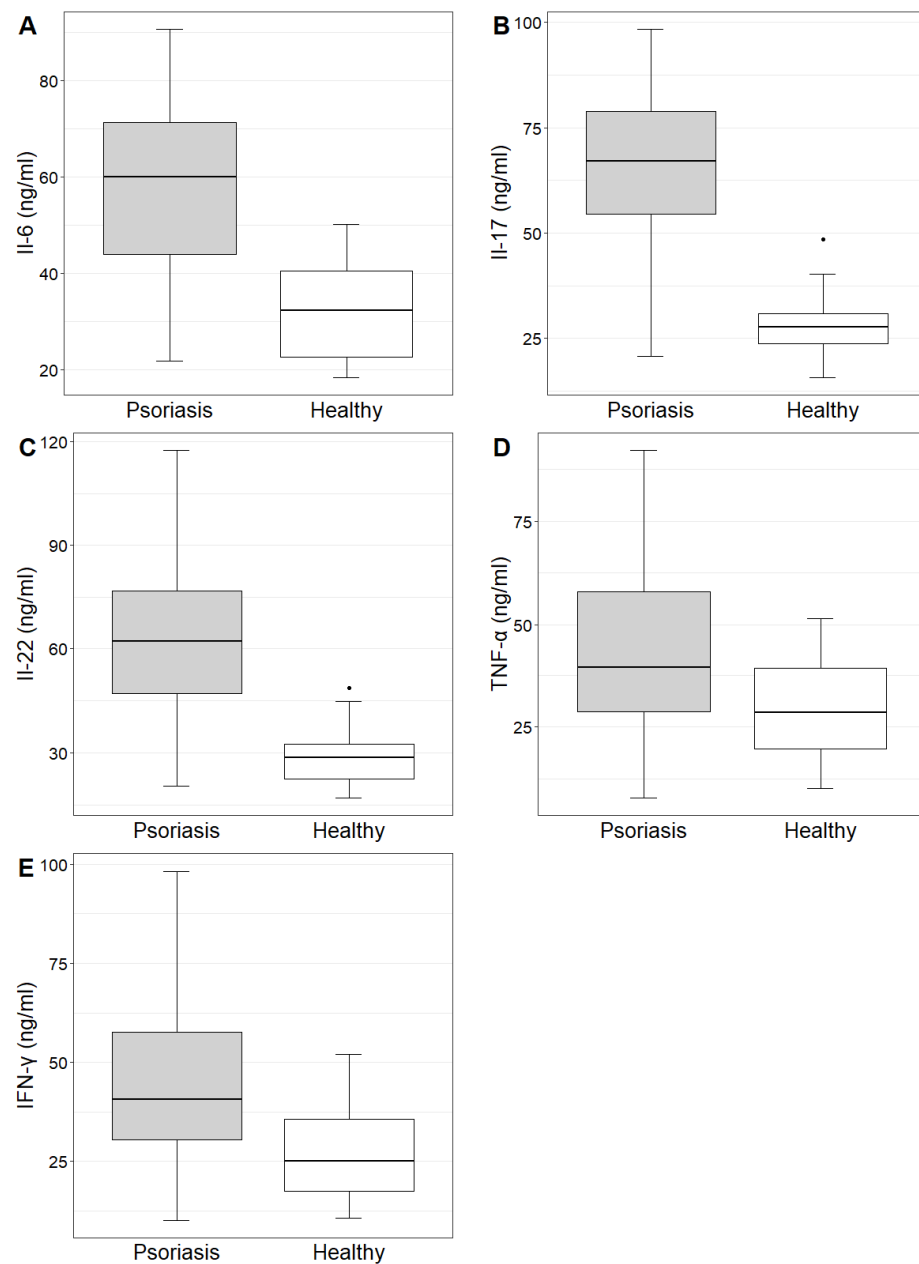 A
Il-6 (ng/ml)
80
60
40
20
Psoriasis Healthy
B
Il-17 (ng/ml)
100
75
50
25
Psoriasis Healthy
C
Il-22 (ng/ml)
120
90
60
30
Psoriasis Healthy
D
TNF-α (ng/ml)
75
50
25
Psoriasis Healthy
E
IFN-γ (ng/ml)
100
75
50
25
Psoriasis Healthy